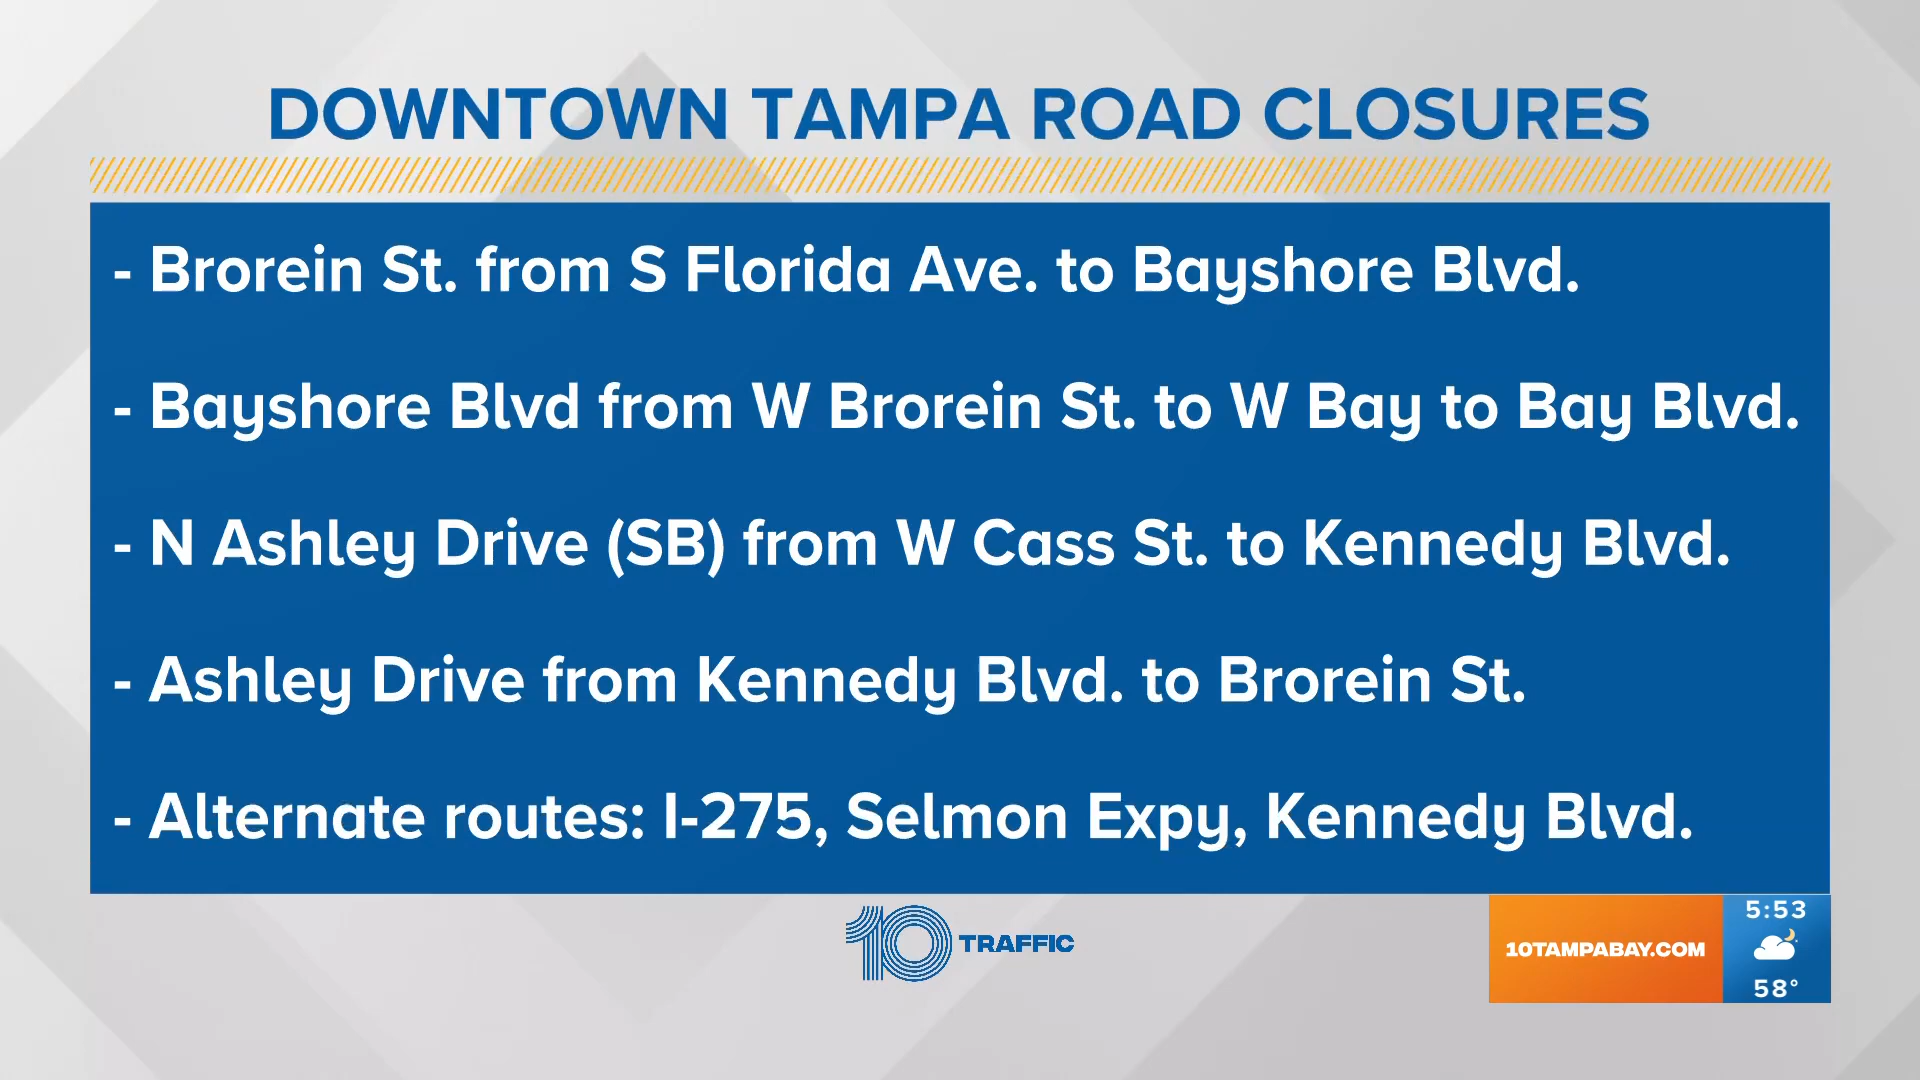 DOWNTOWN TAMPA ROAD CLOSURES
- Brorein St. from S Florida Ave. to Bayshore Blvd.
- Bayshore Blvd from W Brorein St. to W Bay to Bay Blvd.
- N Ashley Drive (SB) from W Cass St. to Kennedy Blvd.
- Ashley Drive from Kennedy Blvd. to Brorein St.
- Alternate routes: I-275, Selmon Expy, Kennedy Blvd.
10 TRAFFIC
10TAMPABAY.COM
5:53
58°